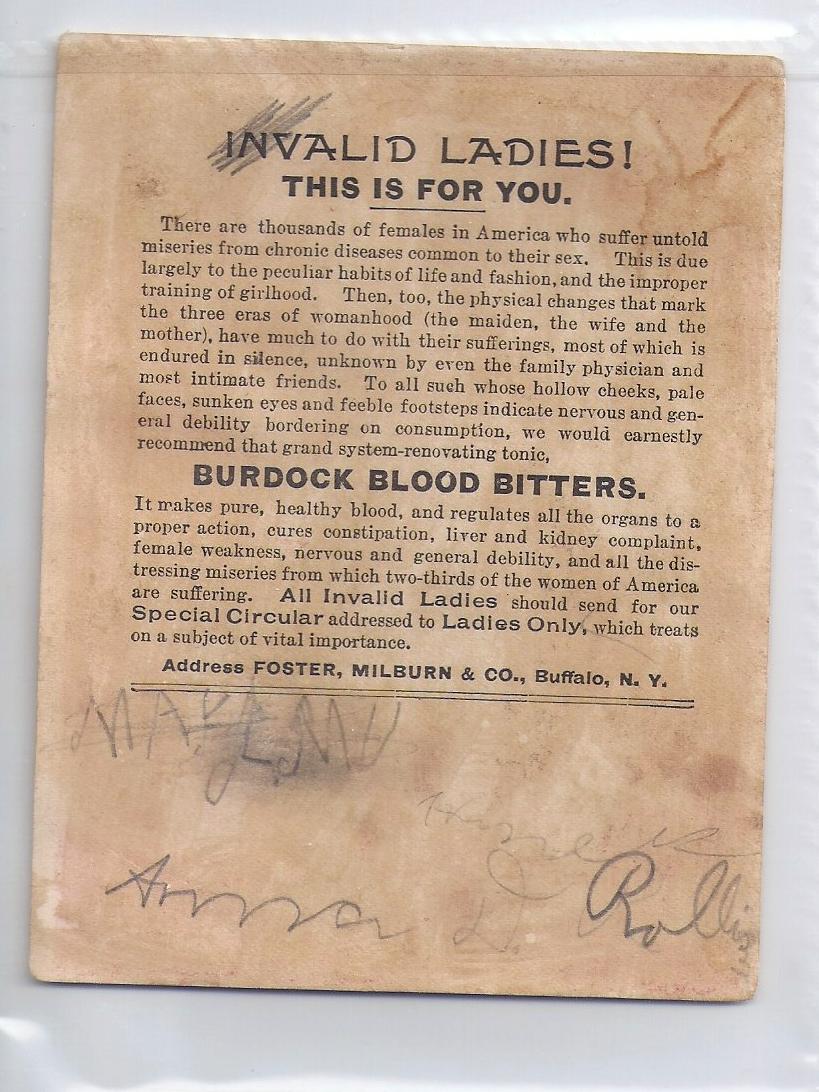 INVALID LADIES!
THIS IS FOR YOU.
There are thousands of females in America who suffer untold
miseries from chronic diseases common to their sex. This is due
largely to the peculiar habits of life and fashion, and the improper
training of girlhood. Then, too, the physical changes that mark
the three eras of womanhood (the maiden, the wife and the
mother), have much to do with their sufferings, most of which is
endured in silence, unknown by even the family physician and
most intimate friends. To all such whose hollow cheeks, pale
faces, sunken eyes and feeble footsteps indicate nervous and gen-
eral debility bordering on consumption, we would earnestly
recommend that grand system-renovating tonic,
BURDOCK BLOOD BITTERS.
It makes pure, healthy blood, and regulates all the organs to a
proper action, cures constipation, liver and kidney complaint,
female weakness, nervous and general debility, and all the dis-
tressing miseries from which two-thirds of the women of America
are suffering. All Invalid Ladies should send for our
Special Circular addressed to Ladies Only, which treats
on a subject of vital importance.
Address FOSTER, MILBURN & CO., Buffalo, N. Y.
Anna D. Rollins